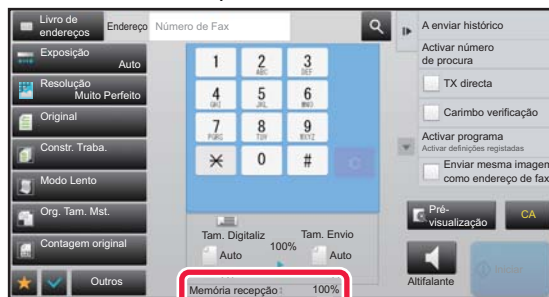 Livro de
endereços
Endereço
Número de Fax
A enviar histórico
Exposição
Auto
Activar número
de procura
Resolução
Muito Perfeito
TX directa
Original
Carimbo verificação
Constr. Traba.
Activar programa
Activar definições registadas
Modo Lento
Enviar mesma imagem
como endereço de fax
Org. Tam. Mst.
Contagem original
Outros
1
2
ABC
3
DEF
4
GHI
5
JKL
6
MNO
7
PQRS
8
TUV
9
WXYZ
0
#
C
Tam. Digitaliz
Auto
100%
Tam. Envio
Auto
Memória recepção :
100%
Pré-
visualização
CA
Altifalante
Iniciar